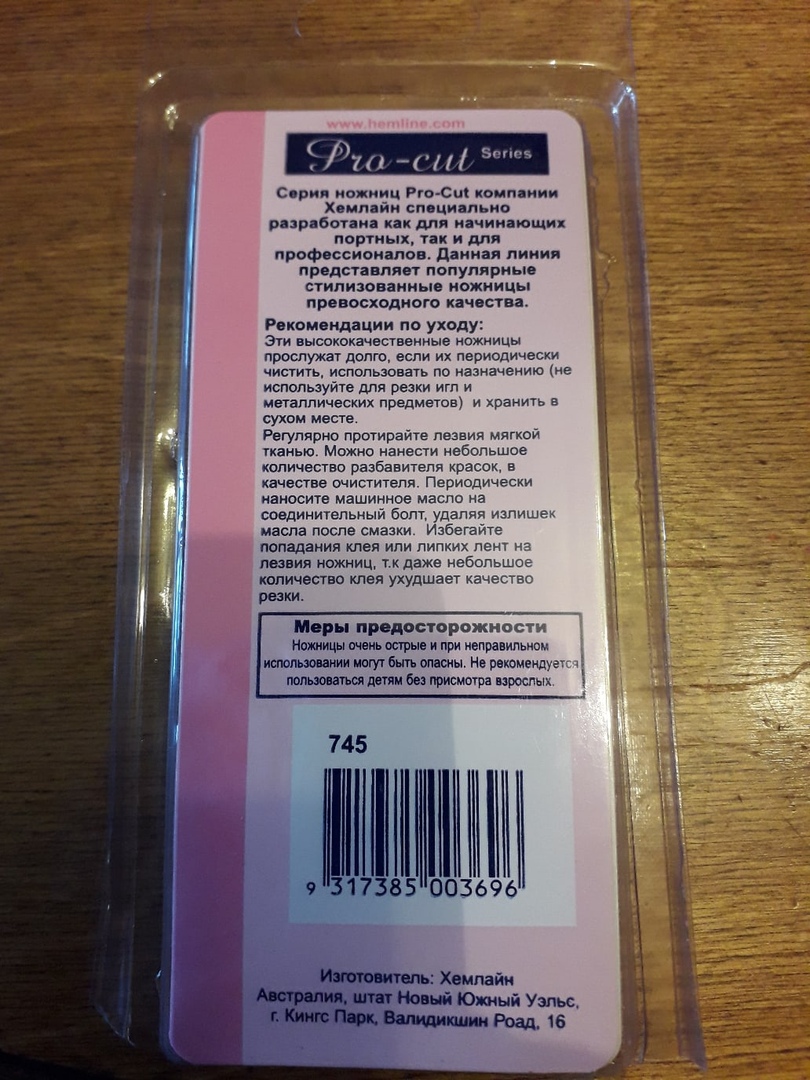 www.hemline.com
Pro-cut Series
Серия ножниц Pro-Cut компании
Хемлайн специально
разработана как для начинающих
портных, так и для
профессионалов. Данная линия
представляет популярные
стилизованные ножницы
превосходного качества.
Рекомендации по уходу:
Эти высококачественные ножницы
прослужат долго, если их периодически
чистить, использовать по назначению (не
используйте для резки игл и
металлических предметов) и хранить в
сухом месте.
Регулярно протирайте лезвия мягкой
тканью. Можно нанести небольшое
количество разбавителя красок, в
качестве очистителя. Периодически
наносите машинное масло на
соединительный болт, удаляя излишек
масла после смазки. Избегайте
попадания клея или липких лент на
лезвия ножниц, т.к даже небольшое
количество клея ухудшает качество
резки.
Меры предосторожности
Ножницы очень острые и при неправильном
использовании могут быть опасны. Не рекомендуется
пользоваться детям без присмотра взрослых.
745
9 317385 003696
Изготовитель: Хемлайн
Австралия, штат Новый Южный Уэльс,
г. Кингс Парк, Валидикшин Роад, 16